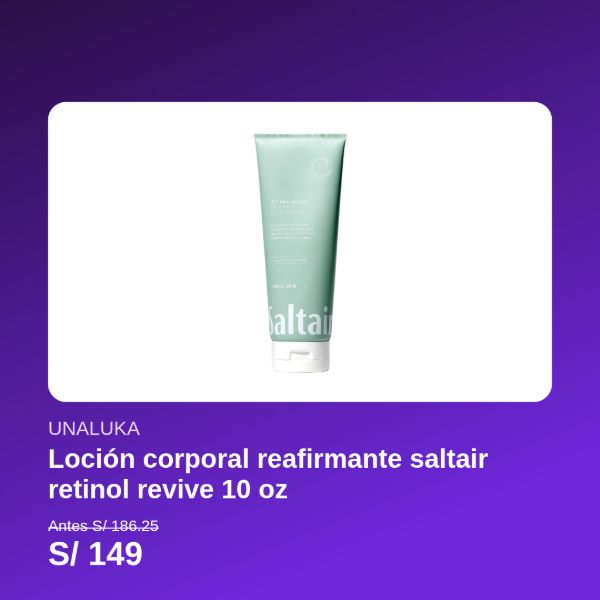 Saltair
UNALUKA
Loción corporal reafirmante saltair
retinol revive 10 oz
Antes S/ 186.25
S/ 149